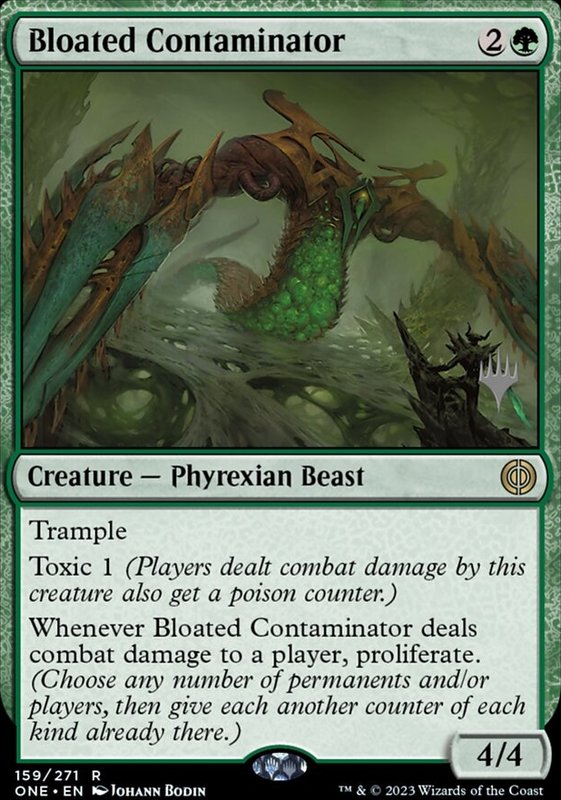 Bloated Contaminator 2
Creature — Phyrexian Beast
Trample
Toxic 1 (Players dealt combat damage by this
creature also get a poison counter.)
Whenever Bloated Contaminator deals
combat damage to a player, proliferate.
(Choose any number of permanents and/or
players, then give each another counter of each
kind already there.)
4/4
159/271 R
ONE • EN Johann Bodin
™ & © 2023 Wizards of the Coast